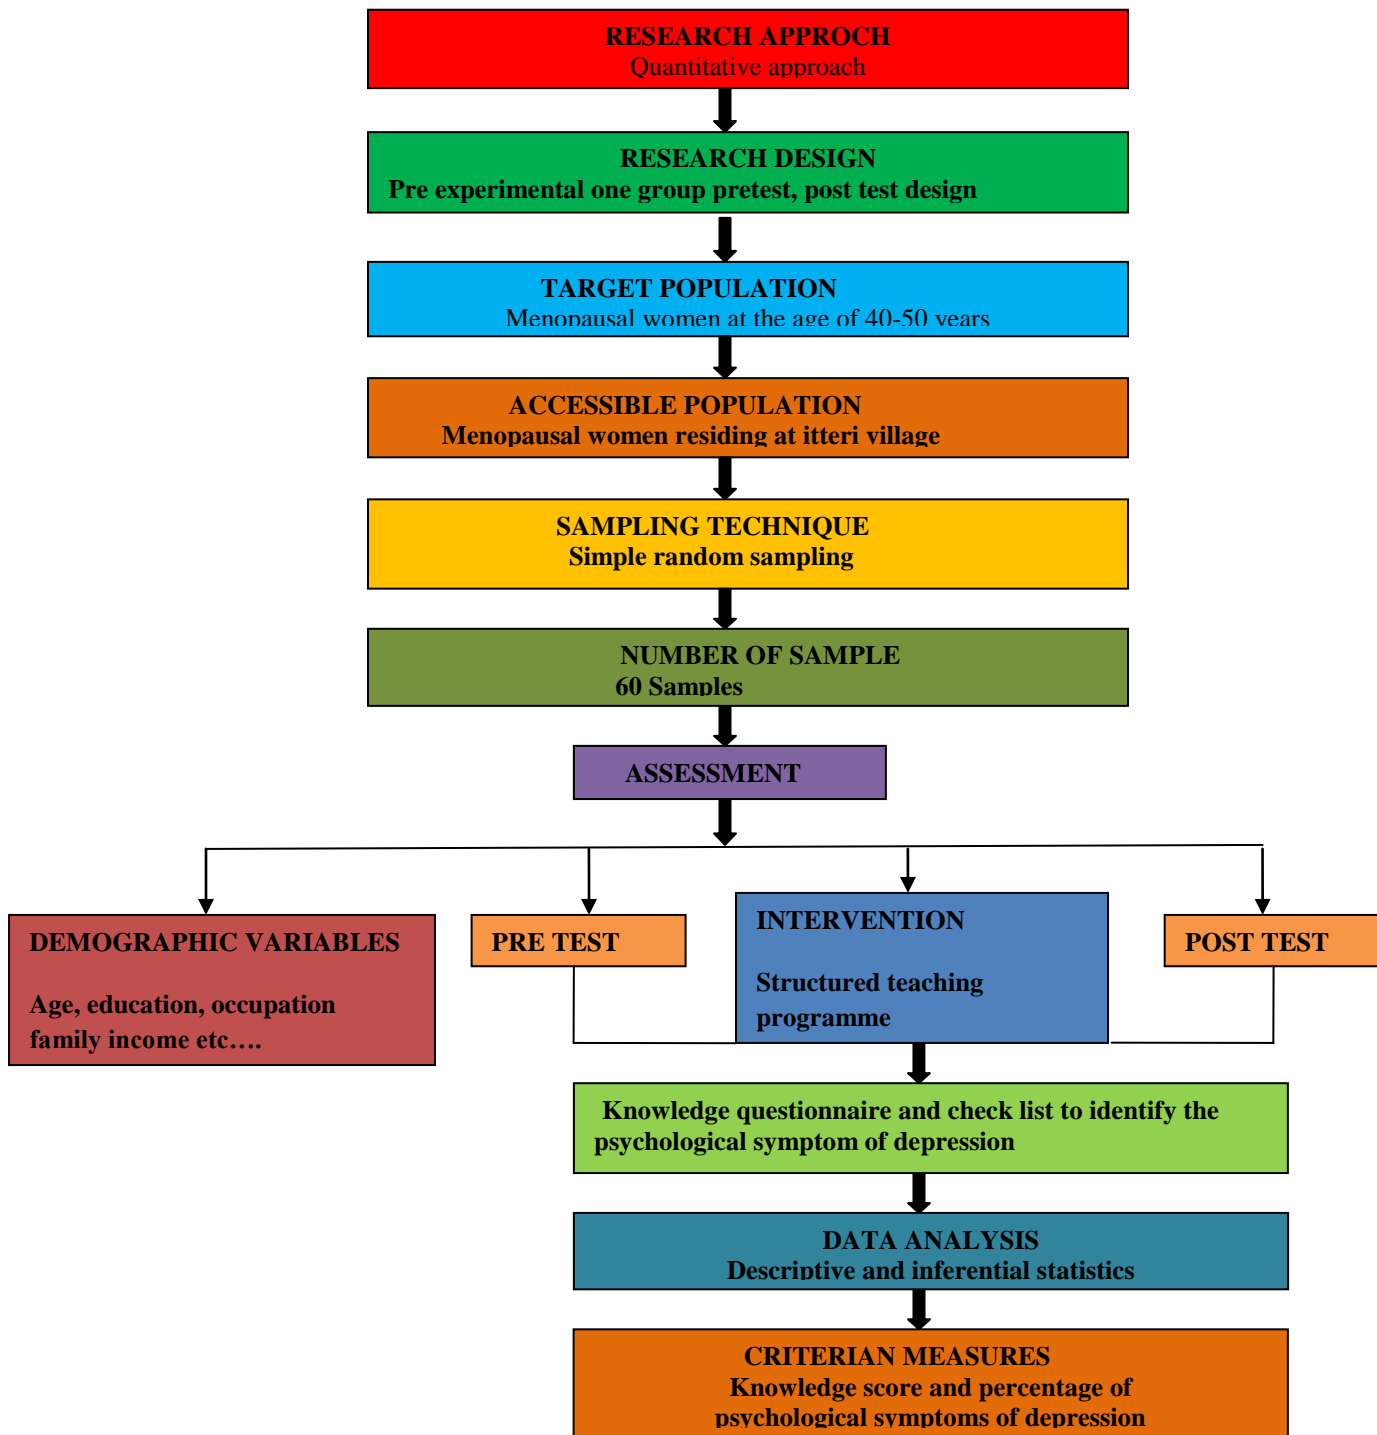 RESEARCH APPROCH
Quantitative approach
RESEARCH DESIGN
Pre experimental one group pretest, post test design
TARGET POPULATION
Menopausal women at the age of 40-50 years
ACCESSIBLE POPULATION
Menopausal women residing at itteri village
SAMPLING TECHNIQUE
Simple random sampling
NUMBER OF SAMPLE
60 Samples
ASSESSMENT
DEMOGRAPHIC VARIABLES
Age, education, occupation
family income etc….
PRE TEST
INTERVENTION
Structured teaching
programme
POST TEST
Knowledge questionnaire and check list to identify the
psychological symptom of depression
DATA ANALYSIS
Descriptive and inferential statistics
CRITERIAN MEASURES
Knowledge score and percentage of
psychological symptoms of depression